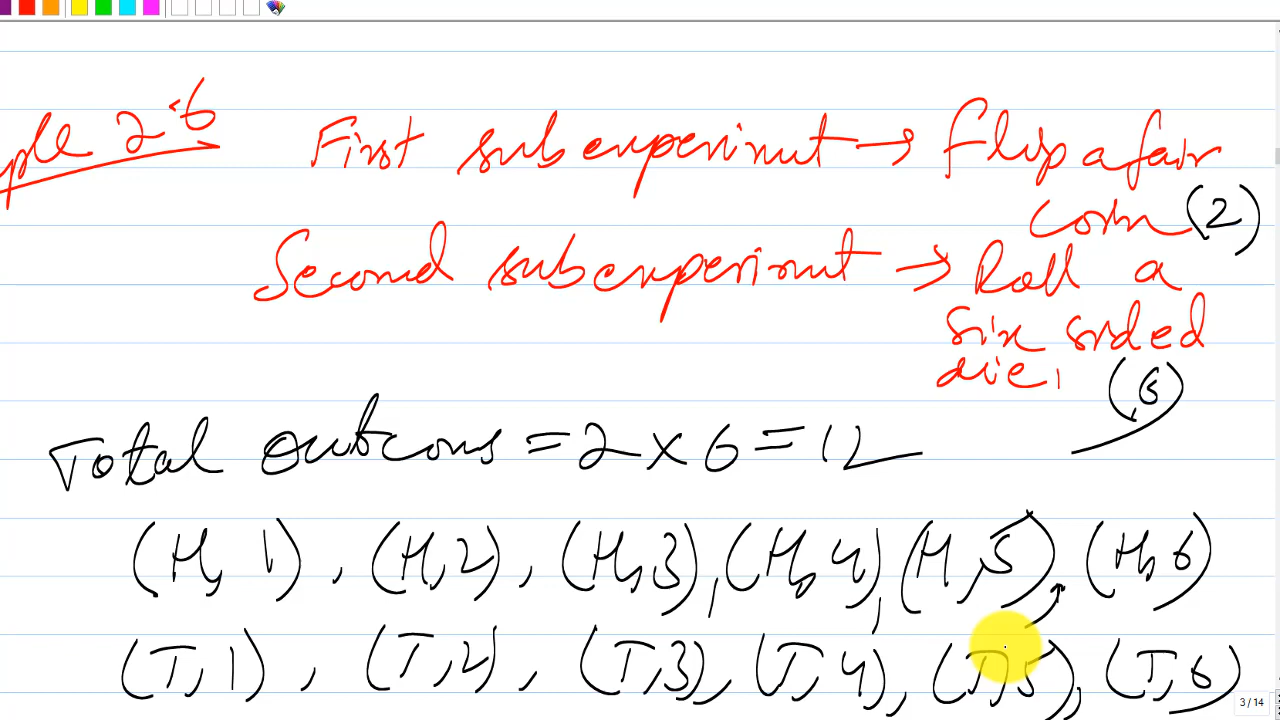 ple 2.6 First subexperiment → flip a fair
coin (2)
Second subexperiment → Roll a
six sided
die, (6)
Total outcoms = 2 x 6 = 12
(H, 1), (H, 2), (H, 3), (H, 4), (H, 5), (H, 6)
(T, 1), (T, 2), (T, 3), (T, 4), (T, 5), (T, 6)
3 / 14